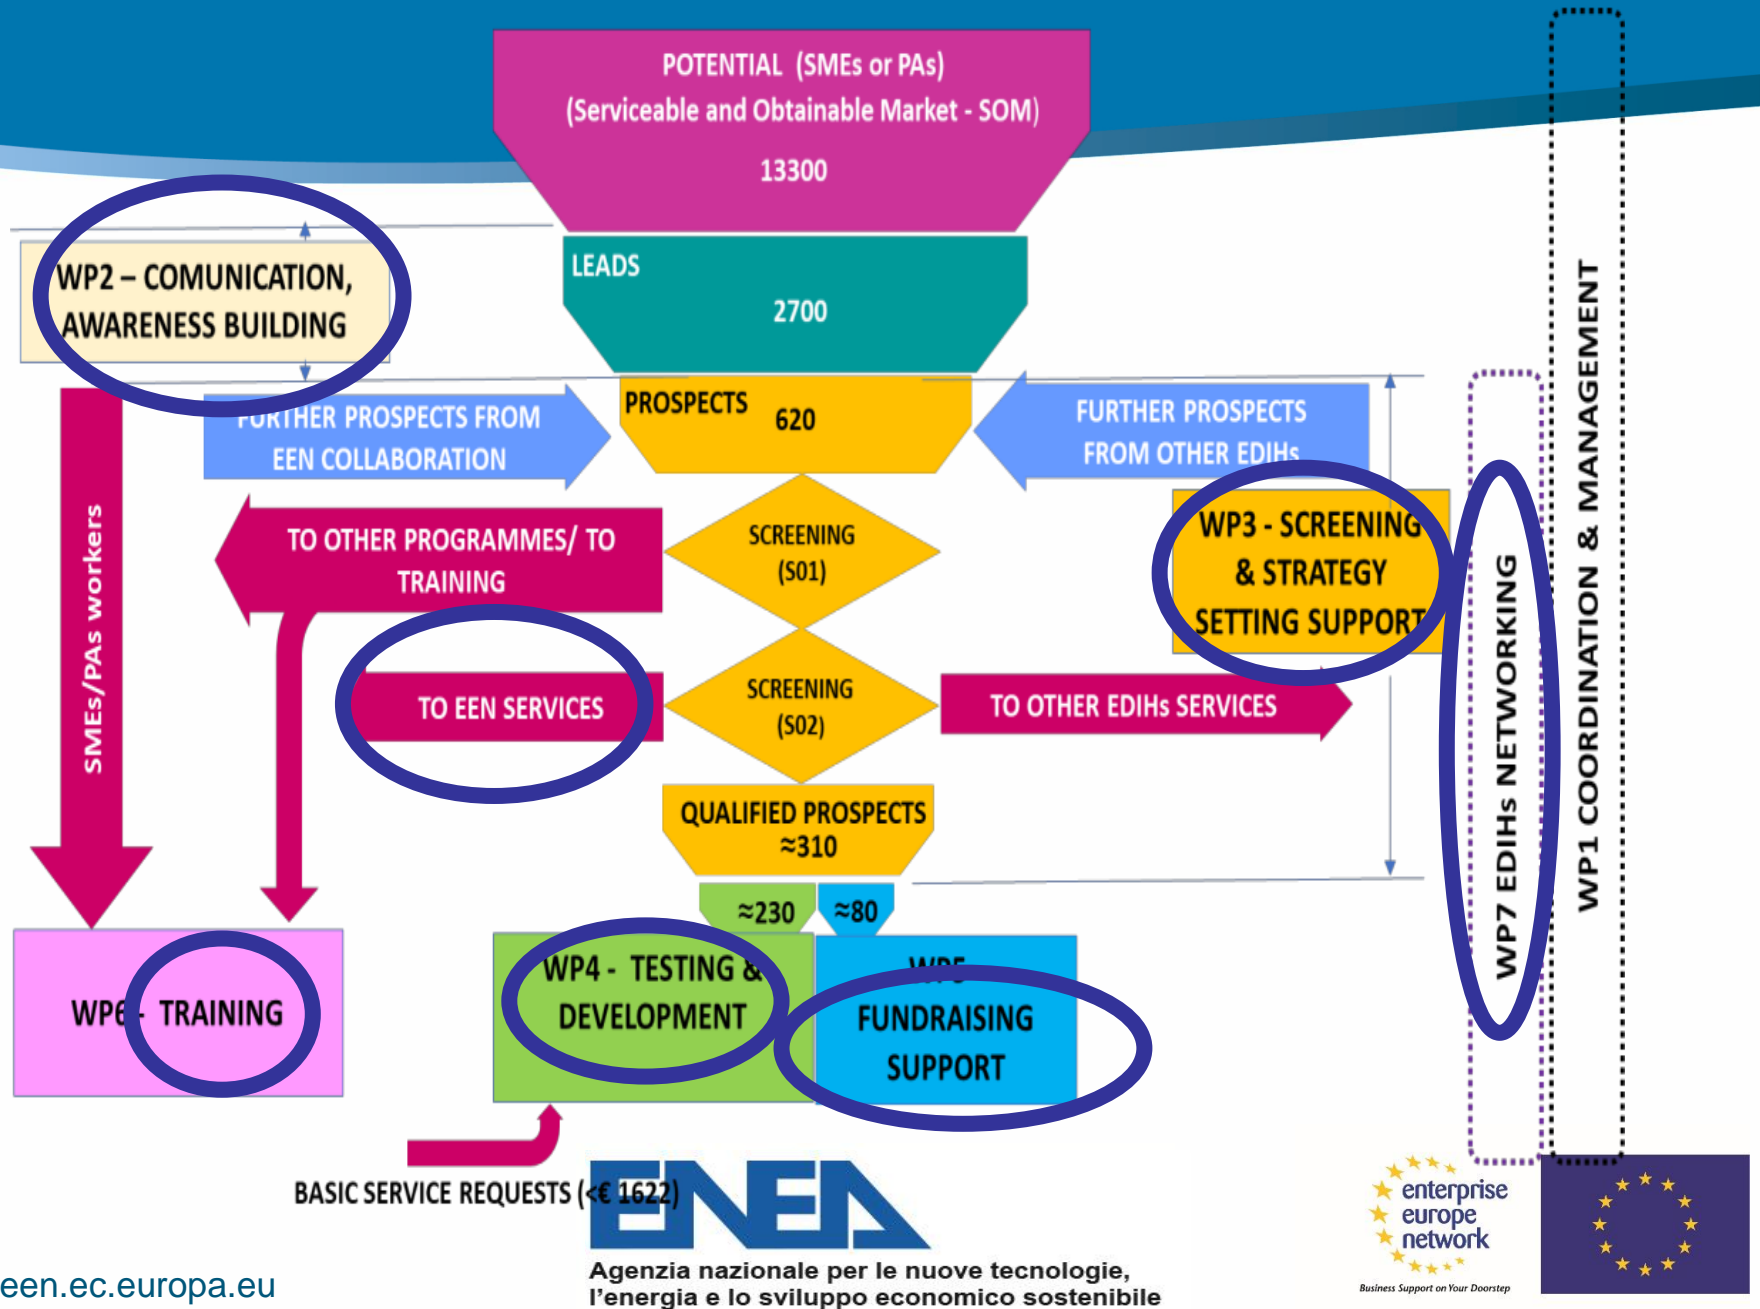 POTENTIAL (SMEs or PAs)
(Serviceable and Obtainable Market - SOM)
13300
WP2 – COMUNICATION,
AWARENESS BUILDING
LEADS
2700
PROSPECTS 620
FURTHER PROSPECTS FROM
EEN COLLABORATION
FURTHER PROSPECTS
FROM OTHER EDIHs
SMEs/PAs workers
TO OTHER PROGRAMMES/ TO
TRAINING
SCREENING
(S01)
WP3 - SCREENING
& STRATEGY
SETTING SUPPORT
TO EEN SERVICES
SCREENING
(S02)
TO OTHER EDIHs SERVICES
QUALIFIED PROSPECTS
≈310
≈230
≈80
WP6 - TRAINING
WP4 - TESTING &
DEVELOPMENT
WP5
FUNDRAISING
SUPPORT
WP7 EDIHs NETWORKING
WP1 COORDINATION & MANAGEMENT
BASIC SERVICE REQUESTS (<€ 1622)
ENEA
Agenzia nazionale per le nuove tecnologie,
l'energia e lo sviluppo economico sostenibile
een.ec.europa.eu
enterprise
europe
network
Business Support on Your Doorstep